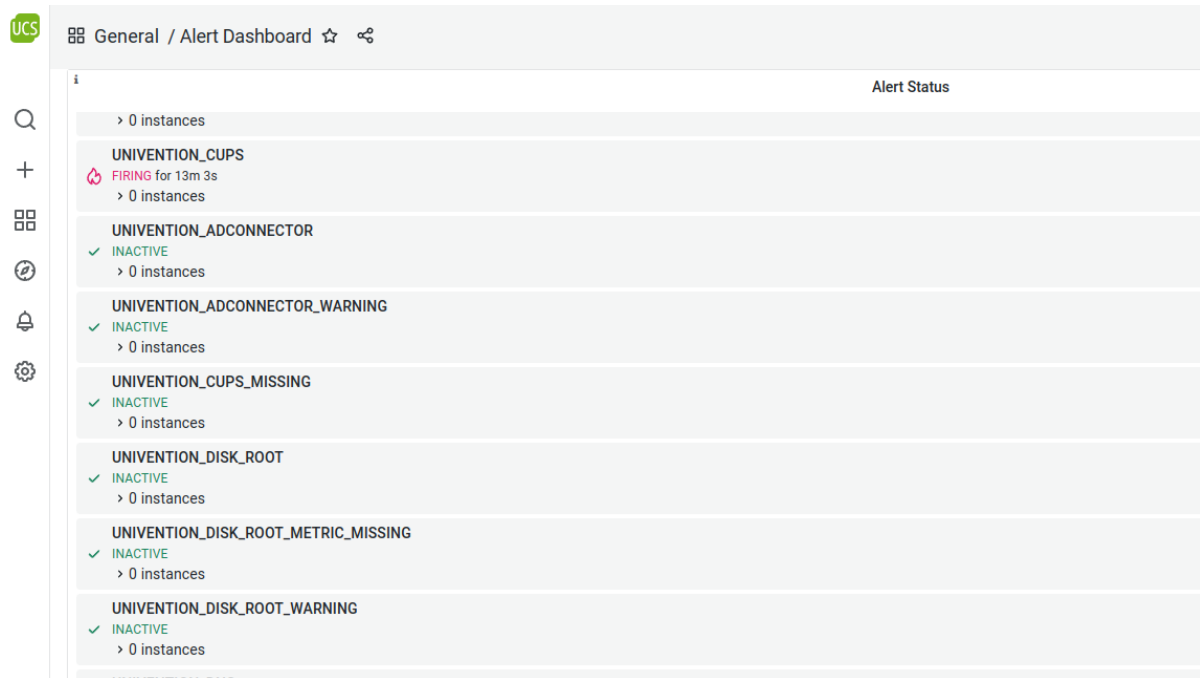 UCS
General / Alert Dashboard
Alert Status
0 instances
UNIVENTION_CUPS
FIRING for 13m 3s
0 instances
UNIVENTION_ADCONNECTOR
INACTIVE
0 instances
UNIVENTION_ADCONNECTOR_WARNING
INACTIVE
0 instances
UNIVENTION_CUPS_MISSING
INACTIVE
0 instances
UNIVENTION_DISK_ROOT
INACTIVE
0 instances
UNIVENTION_DISK_ROOT_METRIC_MISSING
INACTIVE
0 instances
UNIVENTION_DISK_ROOT_WARNING
INACTIVE
0 instances